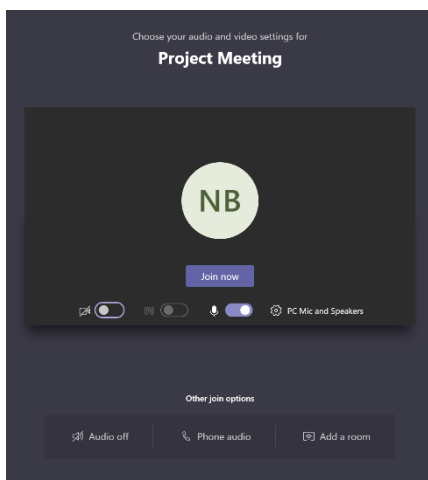 Choose your audio and video settings for
Project Meeting
NB
Join now
PC Mic and Speakers
Other join options
Audio off
Phone audio
Add a room